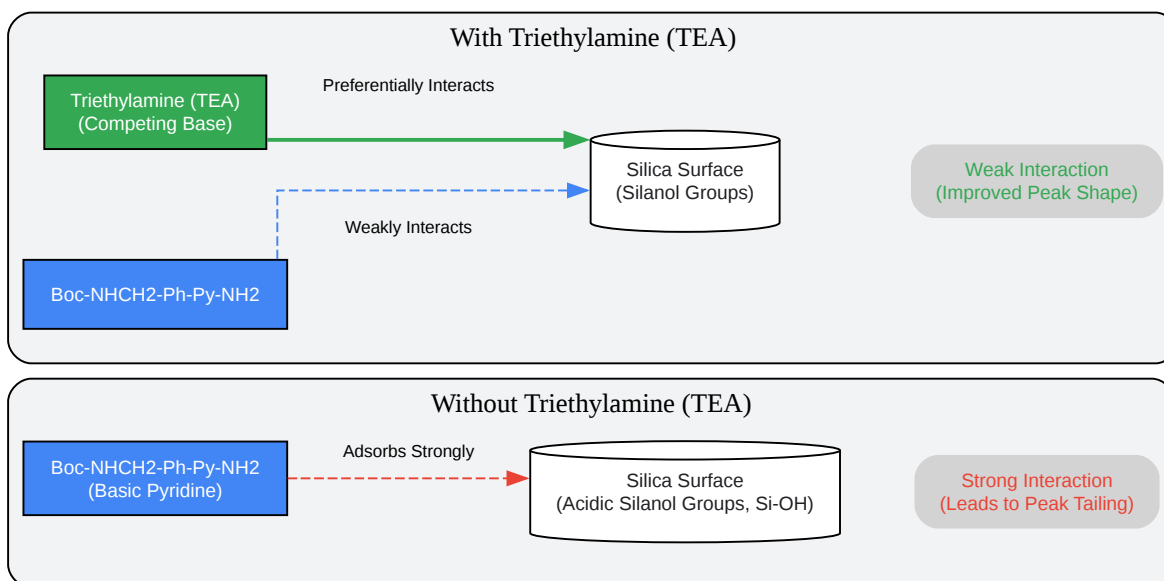 With Triethylamine (TEA)
Triethylamine (TEA)
(Competing Base)
Preferentially Interacts
Silica Surface
(Silanol Groups)
Weak Interaction
(Improved Peak Shape)
Weakly Interacts
Boc-NHCH2-Ph-Py-NH2
Without Triethylamine (TEA)
Boc-NHCH2-Ph-Py-NH2
(Basic Pyridine)
Adsorbs Strongly
Silica Surface
(Acidic Silanol Groups, Si-OH)
Strong Interaction
(Leads to Peak Tailing)